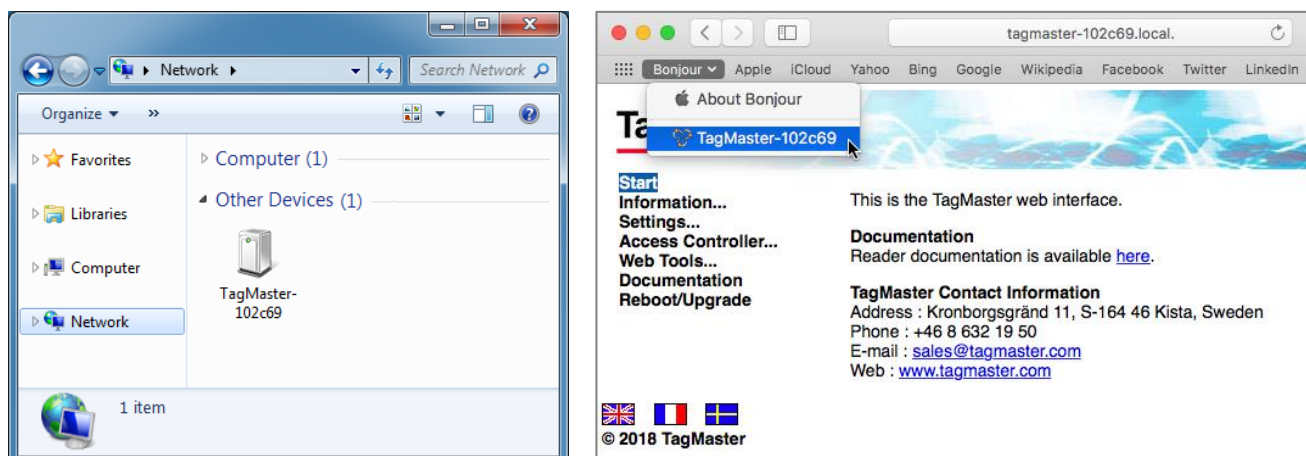 Network
Search Network
Organize
»
Favorites
Libraries
Computer
Network
Computer (1)
Other Devices (1)
TagMaster-
102c69
1 item
tagmaster-102c69.local.
Bonjour Apple iCloud Yahoo Bing Google Wikipedia Facebook Twitter LinkedIn
About Bonjour
TagMaster-102c69
Start
Information...
Settings...
Access Controller...
Web Tools...
Documentation
Reboot/Upgrade
This is the TagMaster web interface.
Documentation
Reader documentation is available here.
TagMaster Contact Information
Address : Kronborgsgränd 11, S-164 46 Kista, Sweden
Phone : +46 8 632 19 50
E-mail : sales@tagmaster.com
Web : www.tagmaster.com
© 2018 TagMaster